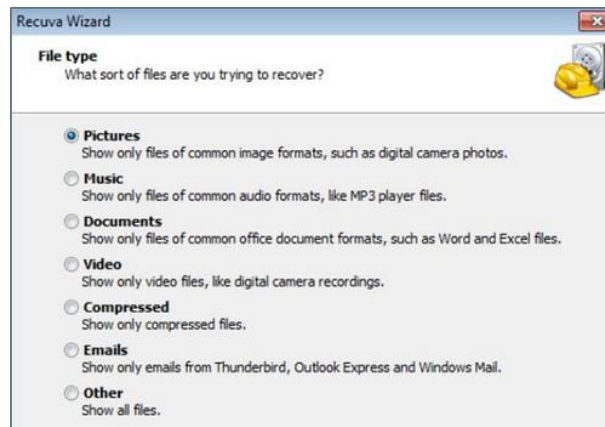 Recuva Wizard
File type
What sort of files are you trying to recover?
Pictures
Show only files of common image formats, such as digital camera photos.
Music
Show only files of common audio formats, like MP3 player files.
Documents
Show only files of common office document formats, such as Word and Excel files.
Video
Show only video files, like digital camera recordings.
Compressed
Show only compressed files.
Emails
Show only emails from Thunderbird, Outlook Express and Windows Mail.
Other
Show all files.